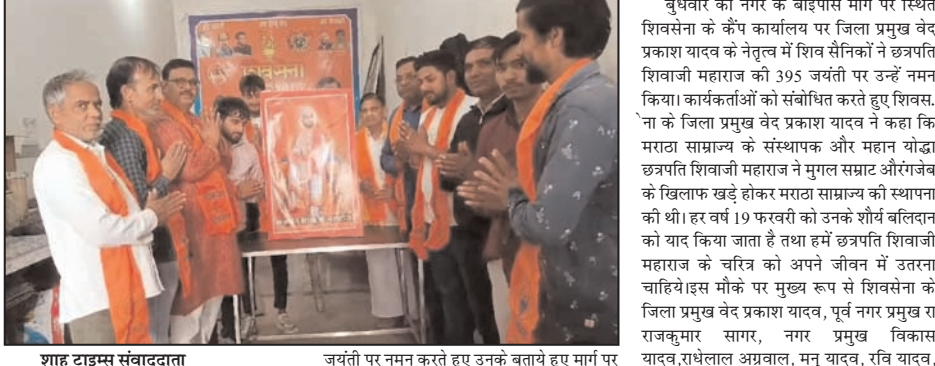 शिवसेना
शाह टाइम्स संवाददाता
जयंती पर नमन करते हुए उनके बताये हुए मार्ग पर
बुधवार को नगर के बाईपास मार्ग पर स्थित
शिवसेना के कैंप कार्यालय पर जिला प्रमुख वेद
प्रकाश यादव के नेतृत्व में शिव सैनिकों ने छत्रपति
शिवाजी महाराज की 395 जयंती पर उन्हें नमन
किया। कार्यकर्ताओं को संबोधित करते हुए शिवस.
`ना के जिला प्रमुख वेद प्रकाश यादव ने कहा कि
मराठा साम्राज्य के संस्थापक और महान योद्धा
छत्रपति शिवाजी महाराज ने मुगल सम्राट औरंगजेब
के खिलाफ खड़े होकर मराठा साम्राज्य की स्थापना
की थी। हर वर्ष 19 फरवरी को उनके शौर्य बलिदान
को याद किया जाता है तथा हमें छत्रपति शिवाजी
महाराज के चरित्र को अपने जीवन में उतरना
चाहिये।इस मौके पर मुख्य रूप से शिवसेना के
जिला प्रमुख वेद प्रकाश यादव, पूर्व नगर प्रमुख रा
राजकुमार सागर, नगर प्रमुख विकास
यादव,राधेलाल अग्रवाल, मनु यादव, रवि यादव,